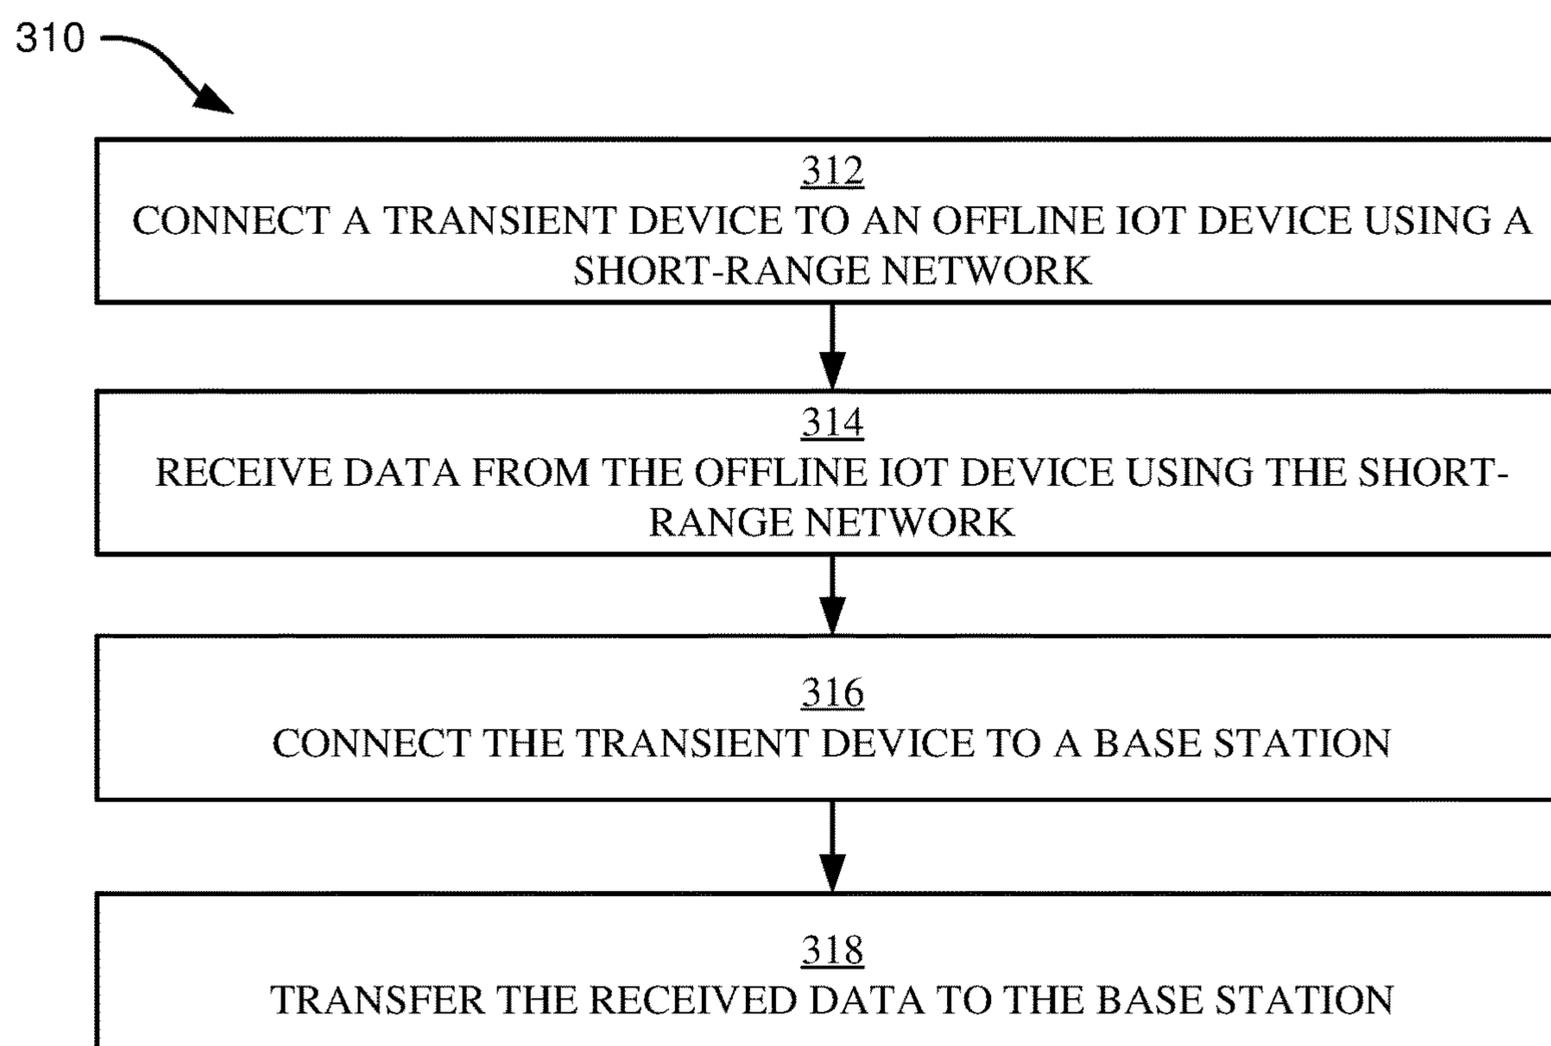 310
312
CONNECT A TRANSIENT DEVICE TO AN OFFLINE IOT DEVICE USING A
SHORT-RANGE NETWORK
314
RECEIVE DATA FROM THE OFFLINE IOT DEVICE USING THE SHORT-
RANGE NETWORK
316
CONNECT THE TRANSIENT DEVICE TO A BASE STATION
318
TRANSFER THE RECEIVED DATA TO THE BASE STATION